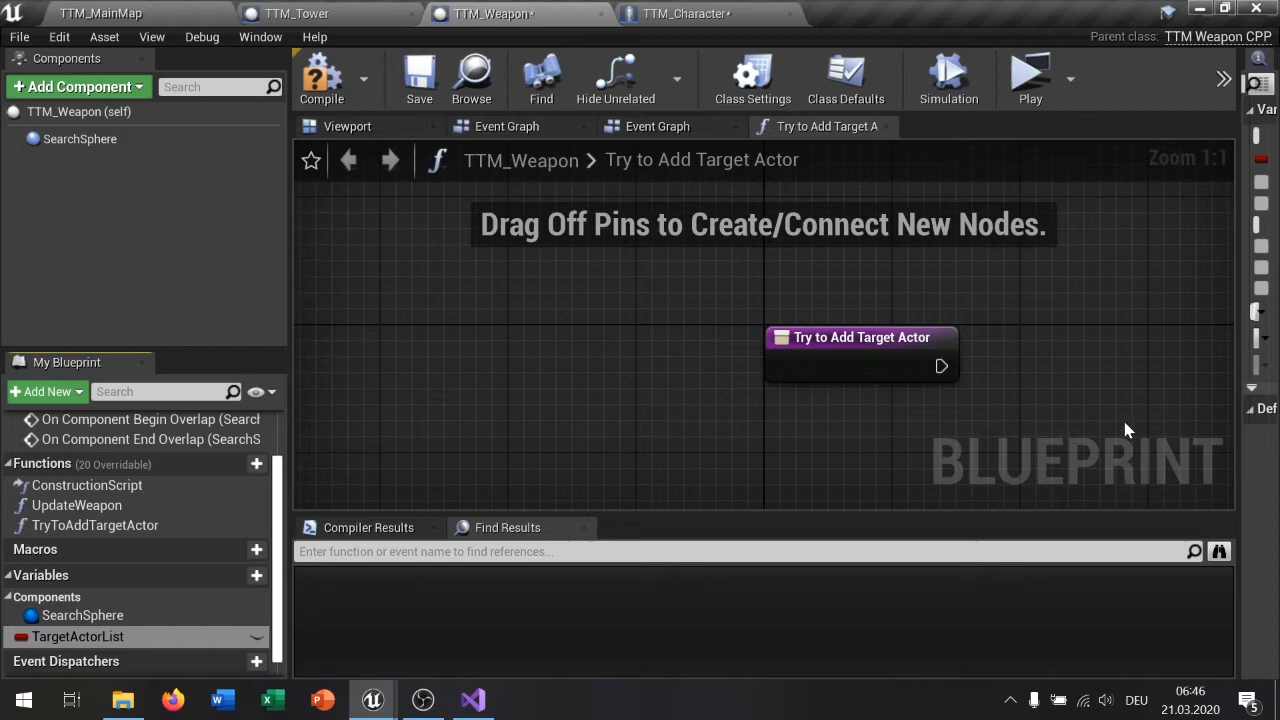 TTM_MainMap
TTM_Tower
TTM_Weapon*
TTM_Character*
File Edit Asset View Debug Window Help
Parent class: TTM Weapon CPP
Components
+ Add Component
Search
TTM_Weapon (self)
SearchSphere
Compile
Save
Browse
Find
Hide Unrelated
Class Settings
Class Defaults
Simulation
Play
Viewport
Event Graph
Event Graph
Try to Add Target A
TTM_Weapon > Try to Add Target Actor
Zoom 1:1
Drag Off Pins to Create/Connect New Nodes.
Try to Add Target Actor
BLUEPRINT
Var
Def
My Blueprint
+ Add New
Search
On Component Begin Overlap (Search
On Component End Overlap (SearchS
Functions (20 Overridable)
ConstructionScript
UpdateWeapon
TryToAddTargetActor
Macros
Variables
Components
SearchSphere
TargetActorList
Event Dispatchers
Compiler Results
Find Results
Enter function or event name to find references...
DEU
06:46
21.03.2020
5